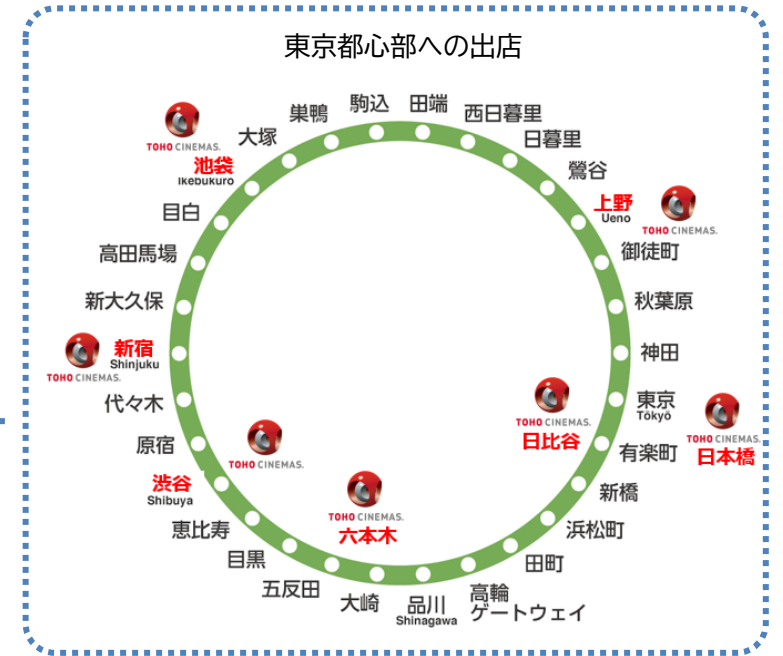 東京都心部への出店
駒込
田端
巣鴨
西日暮里
大塚
日暮里
TOHO CINEMAS.
池袋
Ikebukuro
鶯谷
上野
Ueno
TOHO CINEMAS.
目白
御徒町
高田馬場
新大久保
秋葉原
新宿
Shinjuku
TOHO CINEMAS.
神田
代々木
東京
Tōkyō
TOHO CINEMAS.
日比谷
TOHO CINEMAS.
日本橋
原宿
有楽町
TOHO CINEMAS.
渋谷
Shibuya
新橋
TOHO CINEMAS.
六本木
恵比寿
浜松町
目黒
田町
五反田
大崎
品川
Shinagawa
高輪
ゲートウェイ